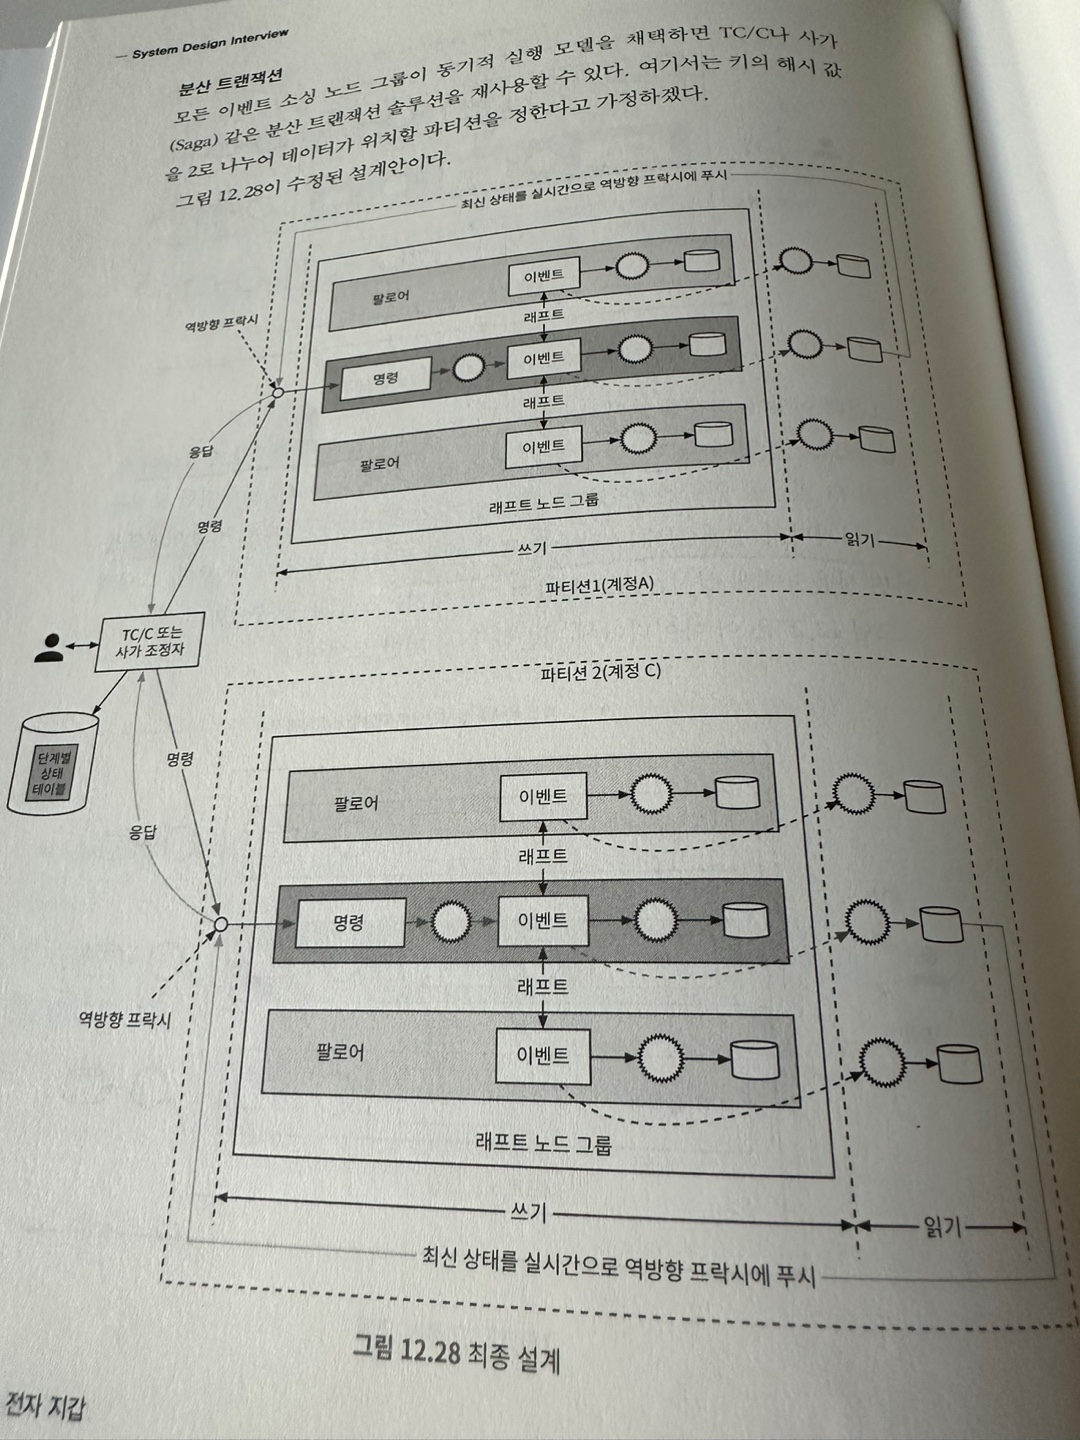 — System Design Interview
분산 트랜잭션
모든 이벤트 소싱 노드 그룹이 동기적 실행 모델을 채택하면 TC/C나 사가
(Saga) 같은 분산 트랜잭션 솔루션을 재사용할 수 있다. 여기서는 키의 해시 값
을 2로 나누어 데이터가 위치할 파티션을 정한다고 가정하겠다.
그림 12.28이 수정된 설계안이다.
최신 상태를 실시간으로 역방향 프락시에 푸시
팔로어
이벤트
래프트
역방향 프락시
명령
이벤트
래프트
팔로어
이벤트
래프트 노드 그룹
응답
명령
쓰기
읽기
파티션1(계정A)
TC/C 또는
사가 조정자
단계별
상태
테이블
명령
응답
파티션 2(계정 C)
팔로어
이벤트
래프트
명령
이벤트
래프트
역방향 프락시
팔로어
이벤트
래프트 노드 그룹
쓰기
읽기
최신 상태를 실시간으로 역방향 프락시에 푸시
그림 12.28 최종 설계
전자 지갑